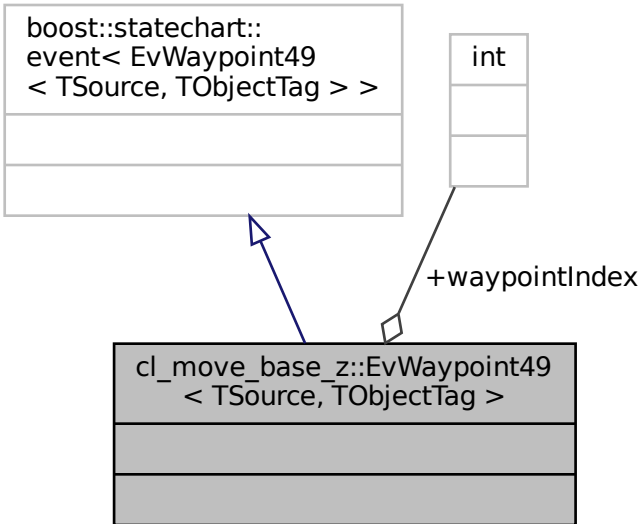 boost::statechart::
event< EvWaypoint49
< TSource, TObjectTag > >
int
+waypointIndex
cl_move_base_z::EvWaypoint49
< TSource, TObjectTag >